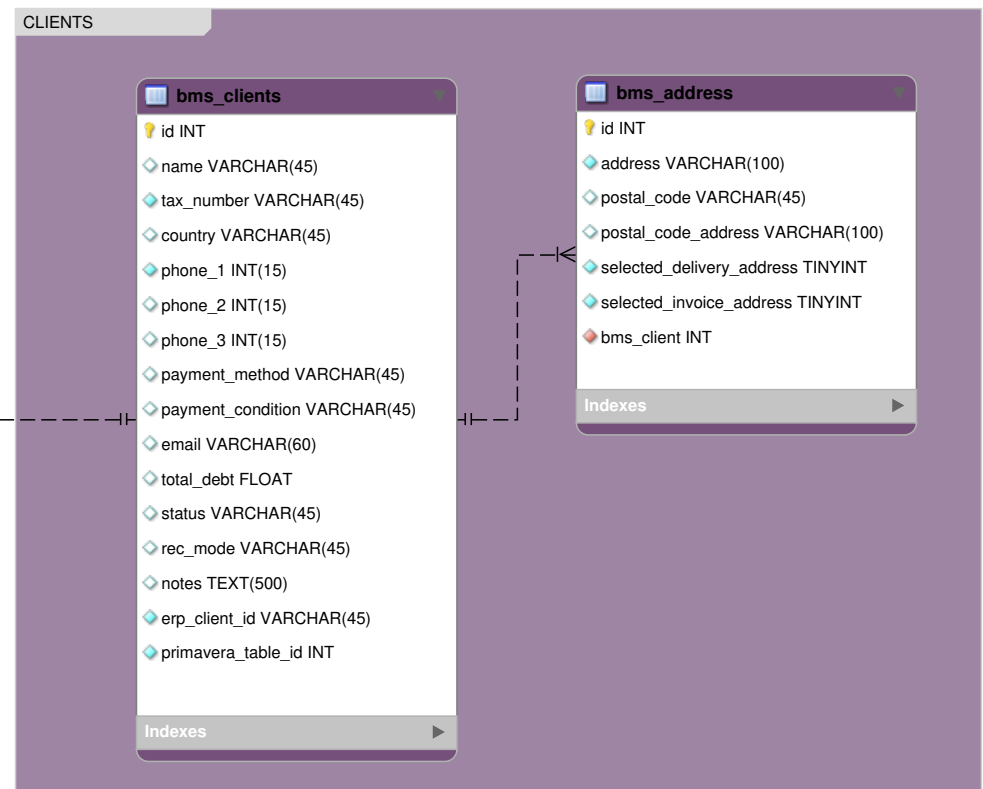 CLIENTS
bms_clients
id INT
name VARCHAR(45)
tax_number VARCHAR(45)
country VARCHAR(45)
phone_1 INT(15)
phone_2 INT(15)
phone_3 INT(15)
payment_method VARCHAR(45)
payment_condition VARCHAR(45)
email VARCHAR(60)
total_debt FLOAT
status VARCHAR(45)
rec_mode VARCHAR(45)
notes TEXT(500)
erp_client_id VARCHAR(45)
primavera_table_id INT
Indexes
bms_address
id INT
address VARCHAR(100)
postal_code VARCHAR(45)
postal_code_address VARCHAR(100)
selected_delivery_address TINYINT
selected_invoice_address TINYINT
bms_client INT
Indexes